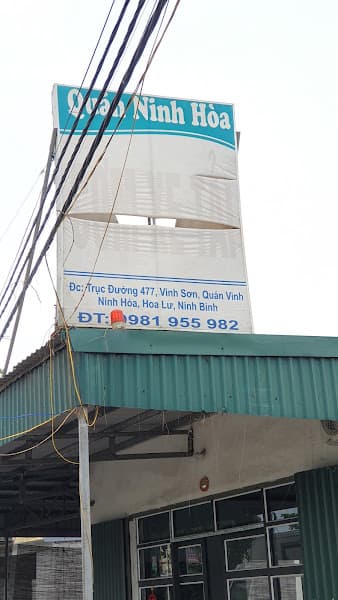 Quán Ninh Hòa
Đc: Trục Đường 477, Vinh Sơn, Quán Vinh
Ninh Hòa, Hoa Lư, Ninh Bình
ĐT: 0981 955 982